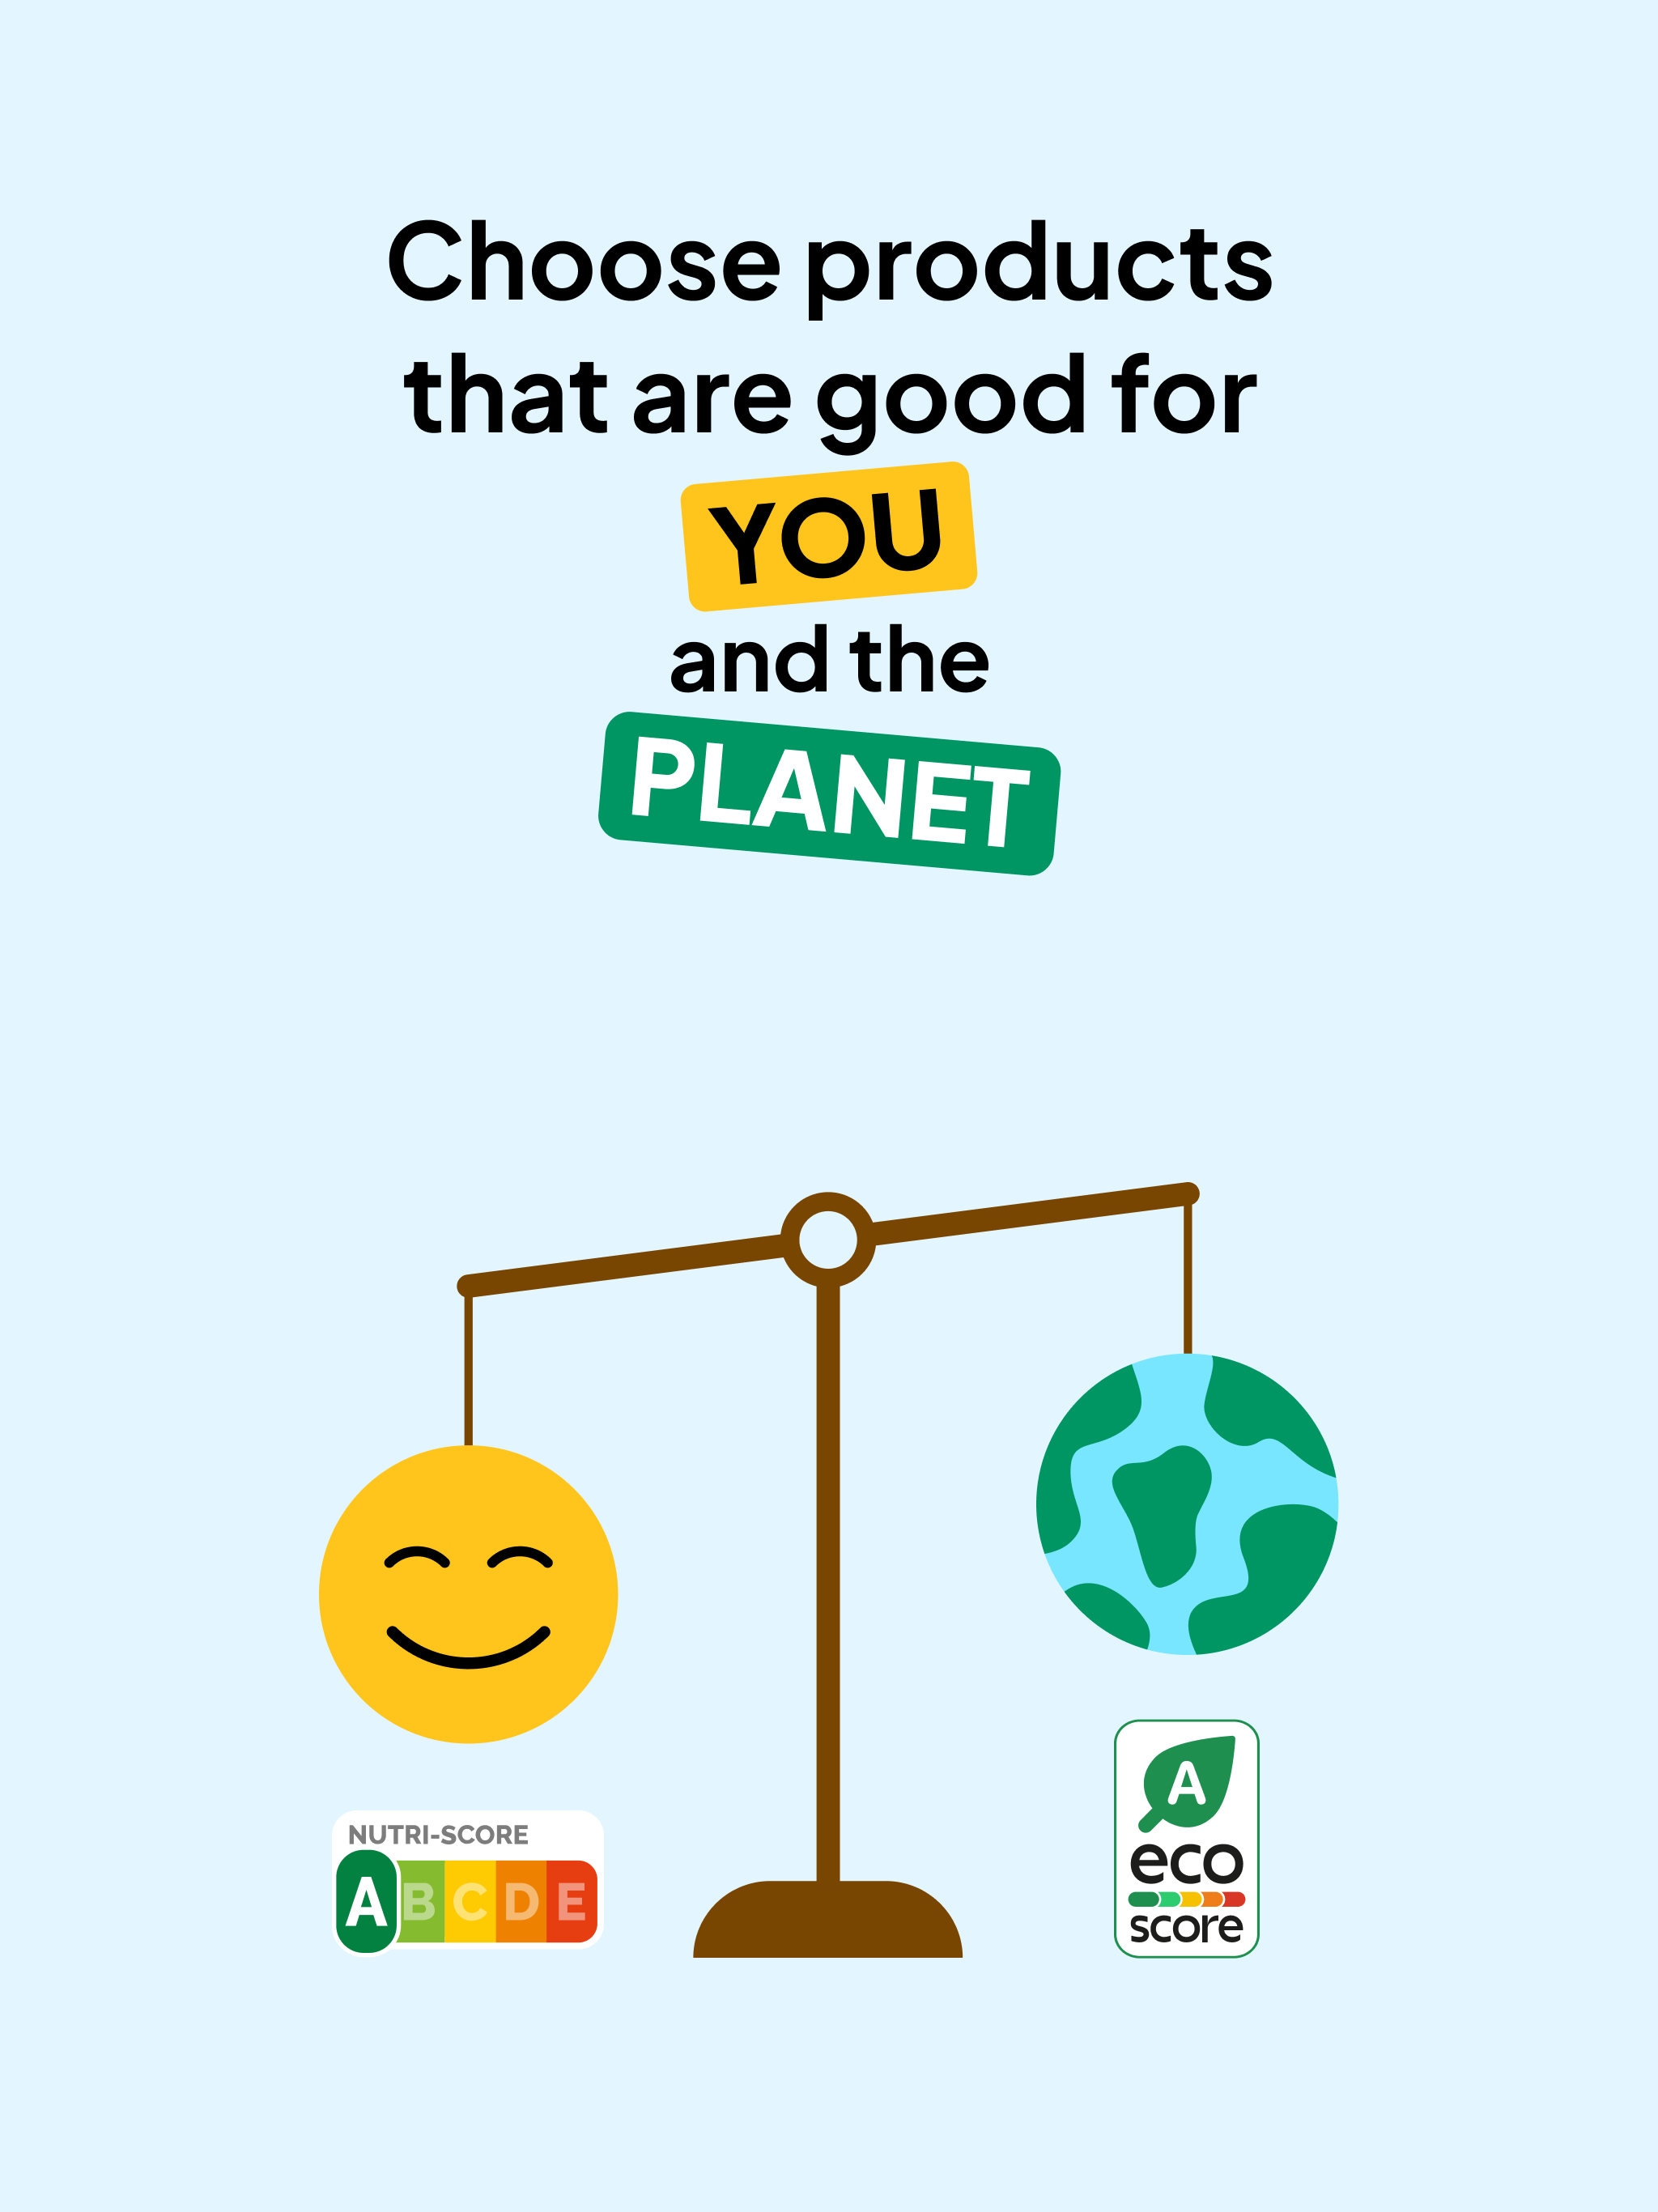 Choose products
that are good for
YOU
and the
PLANET
NUTRI-SCORE
A B C D E
A
eco
score